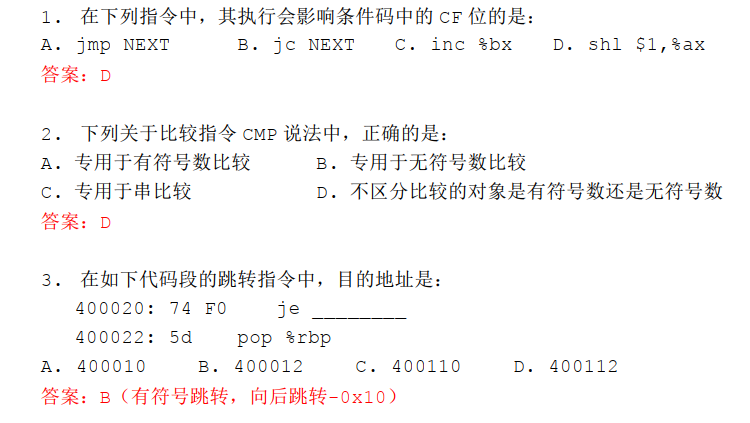 1. 在下列指令中，其执行会影响条件码中的 CF 位的是：
A. jmp NEXT B. jc NEXT C. inc %bx D. shl $1,%ax
答案：D
2. 下列关于比较指令 CMP 说法中，正确的是：
A. 专用于有符号数比较 B. 专用于无符号数比较
C. 专用于串比较 D. 不区分比较的对象是有符号数还是无符号数
答案：D
3. 在如下代码段的跳转指令中，目的地址是：
400020: 74 F0 je ________
400022: 5d pop %rbp
A. 400010 B. 400012 C. 400110 D. 400112
答案：B（有符号跳转，向后跳转-0x10）